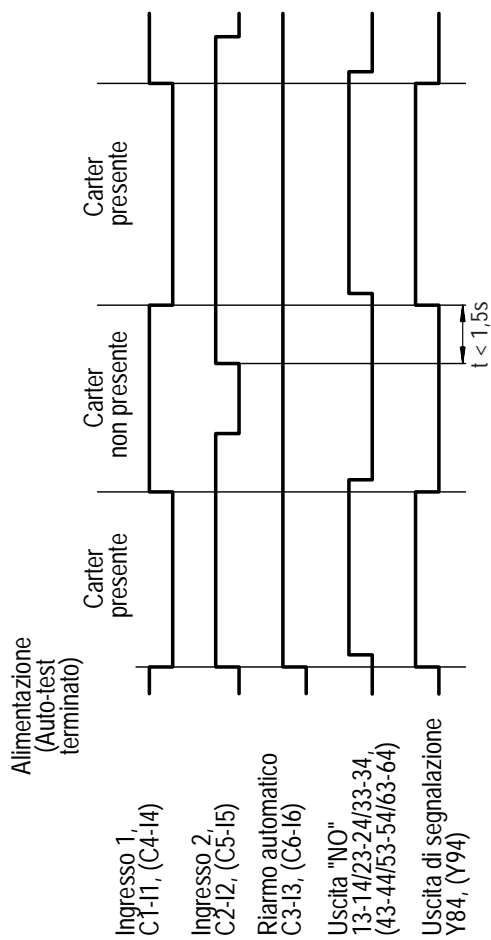 Alimentazione
(Auto-test
terminato)
Carter
presente
Carter
non presente
Carter
presente
Ingresso 1,
C1-I1, (C4-I4)
Ingresso 2,
C2-I2, (C5-I5)
Riarmo automatico
C3-I3, (C6-I6)
Uscita "NO"
13-14/23-24/33-34,
(43-44/53-54/63-64)
Uscita di segnalazione
Y84, (Y94)
t < 1,5s